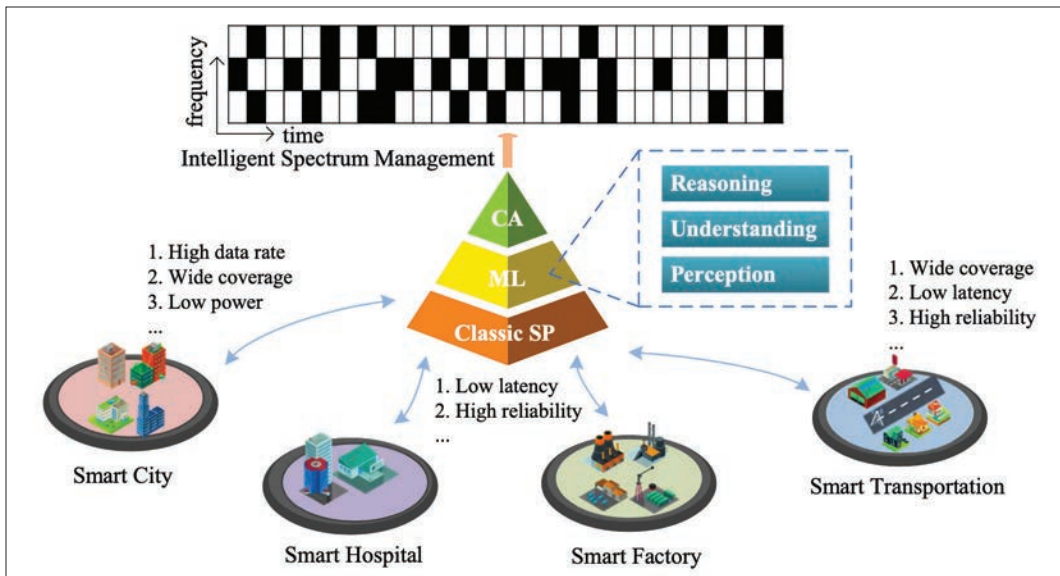 frequency
time
Intelligent Spectrum Management
CA
ML
Classic SP
Reasoning
Understanding
Perception
1. High data rate
2. Wide coverage
3. Low power
...
1. Low latency
2. High reliability
...
1. Wide coverage
2. Low latency
3. High reliability
...
Smart City
Smart Hospital
Smart Factory
Smart Transportation